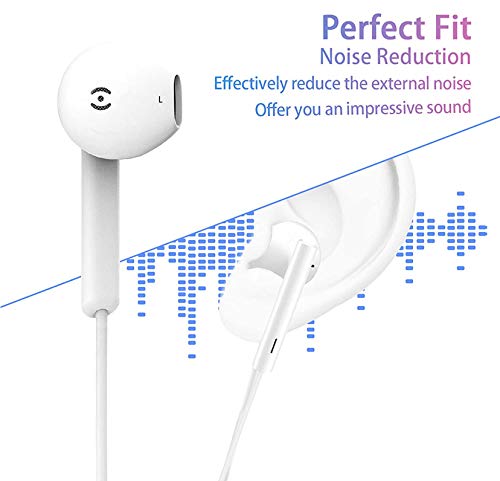 Perfect Fit
Noise Reduction
Effectively reduce the external noise
Offer you an impressive sound
L